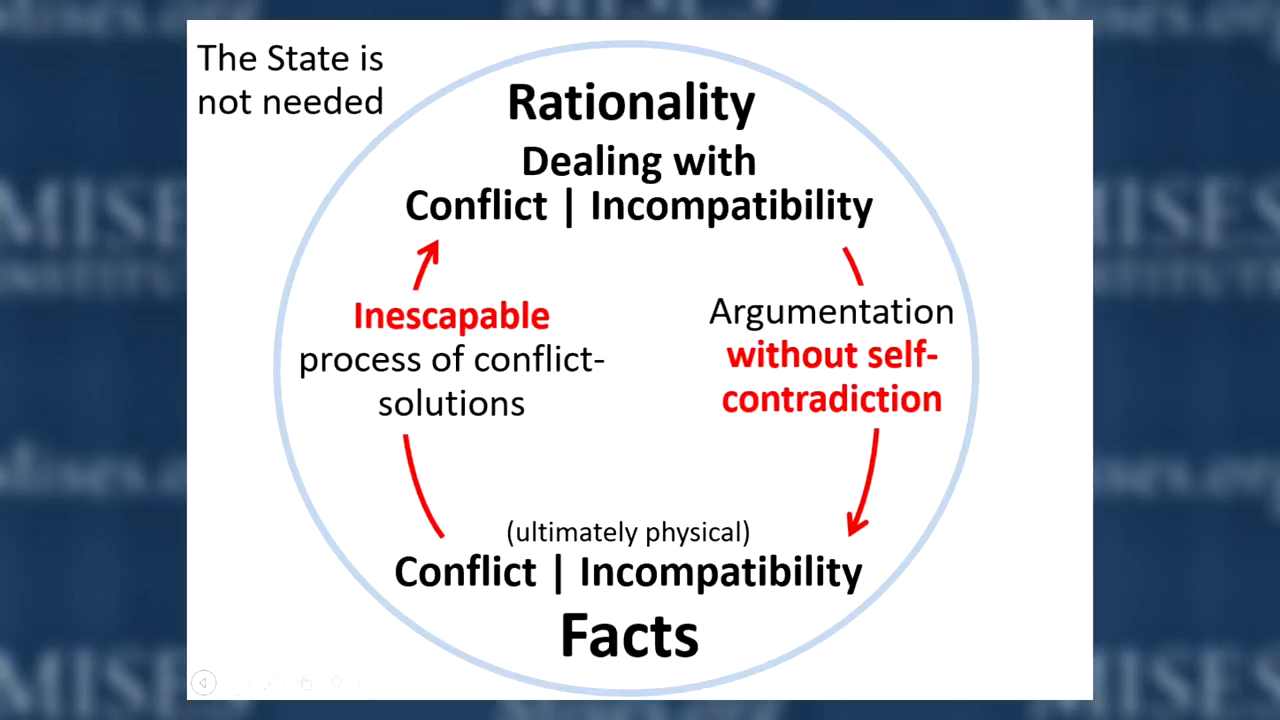 The State is
not needed
Rationality
Dealing with
Conflict | Incompatibility
Inescapable
process of conflict-
solutions
Argumentation
without self-
contradiction
(ultimately physical)
Conflict | Incompatibility
Facts